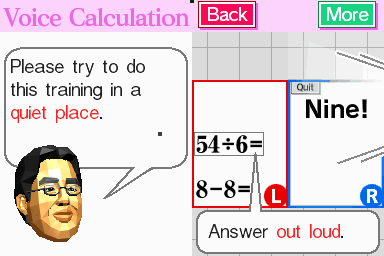 Voice Calculation
Back
More
Please try to do
this training in a
quiet place.
Quit
Nine!
54÷6=
8-8=
L
R
Answer out loud.